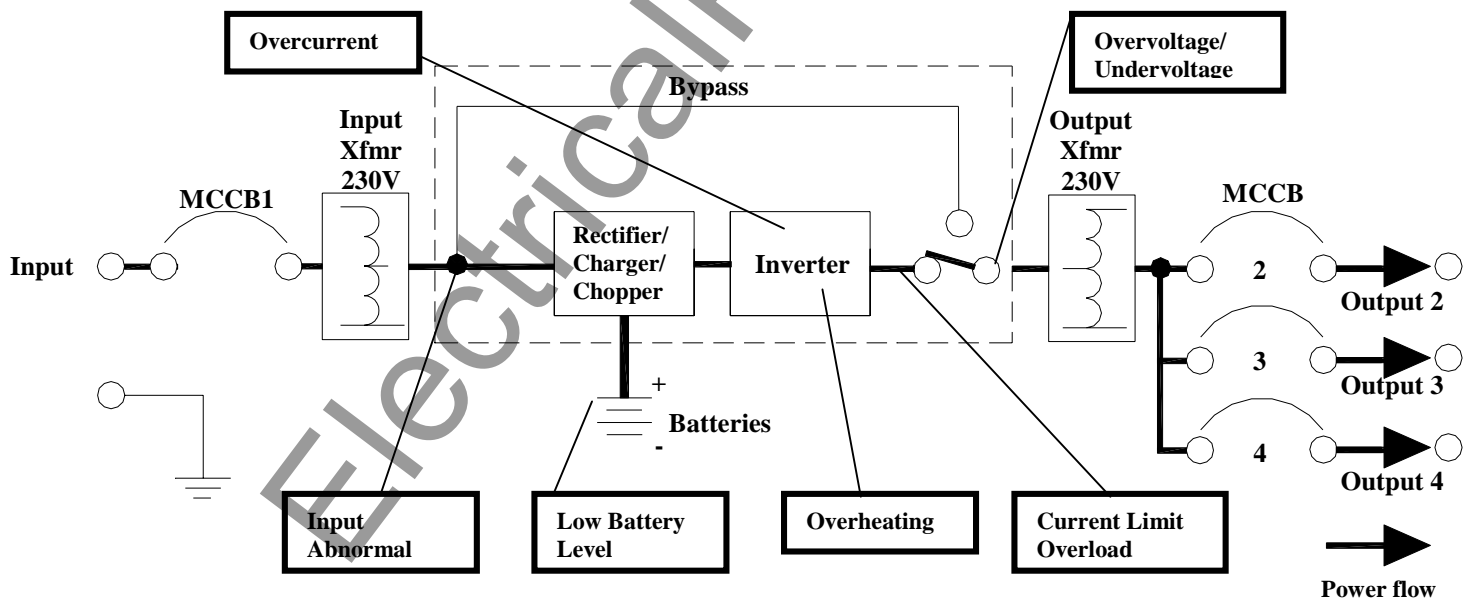 Overcurrent
Overvoltage/
Undervoltage
Bypass
Input
Xfmr
230V
Output
Xfmr
230V
MCCB1
MCCB
Input
Rectifier/
Charger/
Chopper
Inverter
2
Output 2
3
Output 3
4
Output 4
+
Batteries
-
Input
Abnormal
Low Battery
Level
Overheating
Current Limit
Overload
Power flow
Electrical